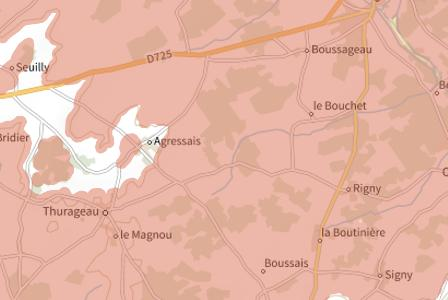 Boussageau
D725
Seuilly
le Bouchet
Bridier
Agressais
Rigny
Thurageau
le Magnou
la Boutinière
Boussais
Signy